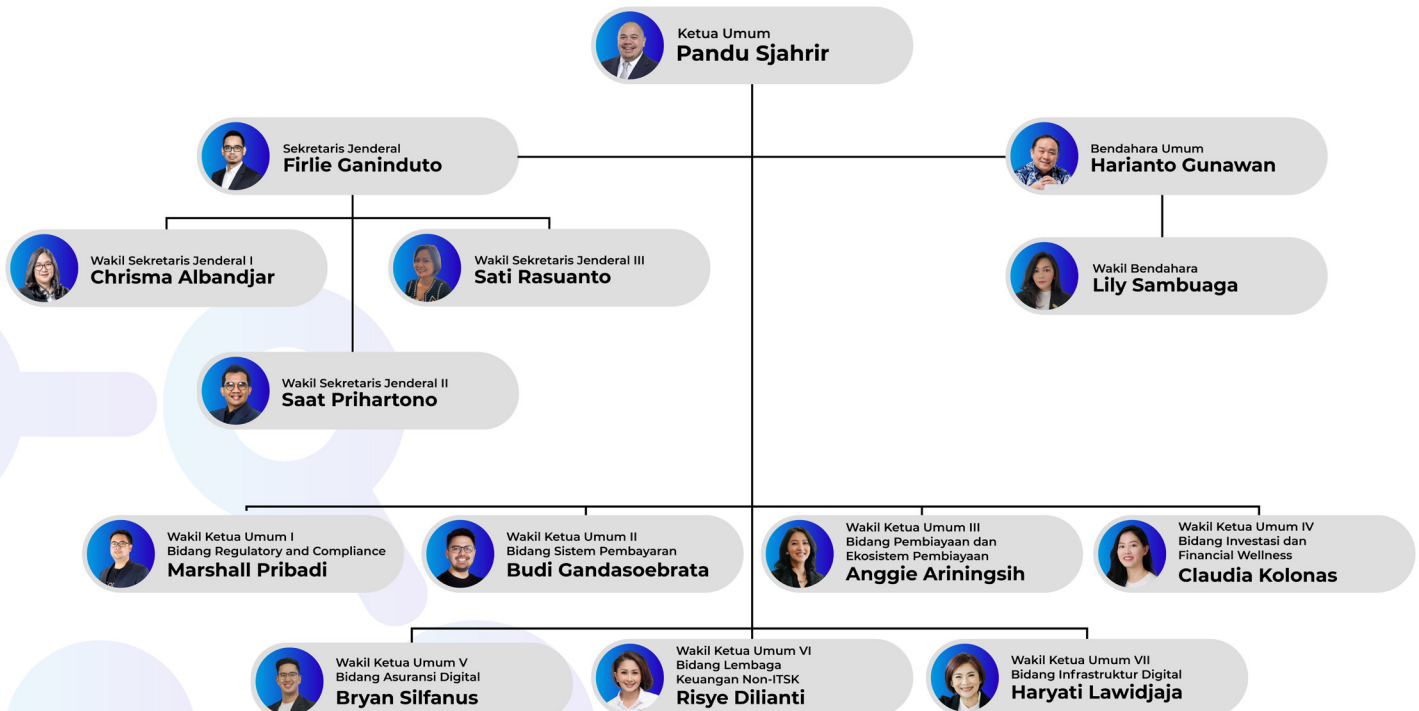 Ketua Umum
Pandu Sjahrir
Sekretaris Jenderal
Firlie Ganinduto
Bendahara Umum
Harianto Gunawan
Wakil Sekretaris Jenderal I
Chrisma Albandjar
Wakil Sekretaris Jenderal III
Sati Rasuanto
Wakil Bendahara
Lily Sambuaga
Wakil Sekretaris Jenderal II
Saat Prihartono
Wakil Ketua Umum I
Bidang Regulatory and Compliance
Marshall Pribadi
Wakil Ketua Umum II
Bidang Sistem Pembayaran
Budi Gandasoebrata
Wakil Ketua Umum III
Bidang Pembiayaan dan
Ekosistem Pembiayaan
Anggie Ariningsih
Wakil Ketua Umum IV
Bidang Investasi dan
Financial Wellness
Claudia Kolonas
Wakil Ketua Umum V
Bidang Asuransi Digital
Bryan Silfanus
Wakil Ketua Umum VI
Bidang Lembaga
Keuangan Non-ITSK
Risye Dilianti
Wakil Ketua Umum VII
Bidang Infrastruktur Digital
Haryati Lawidjaja